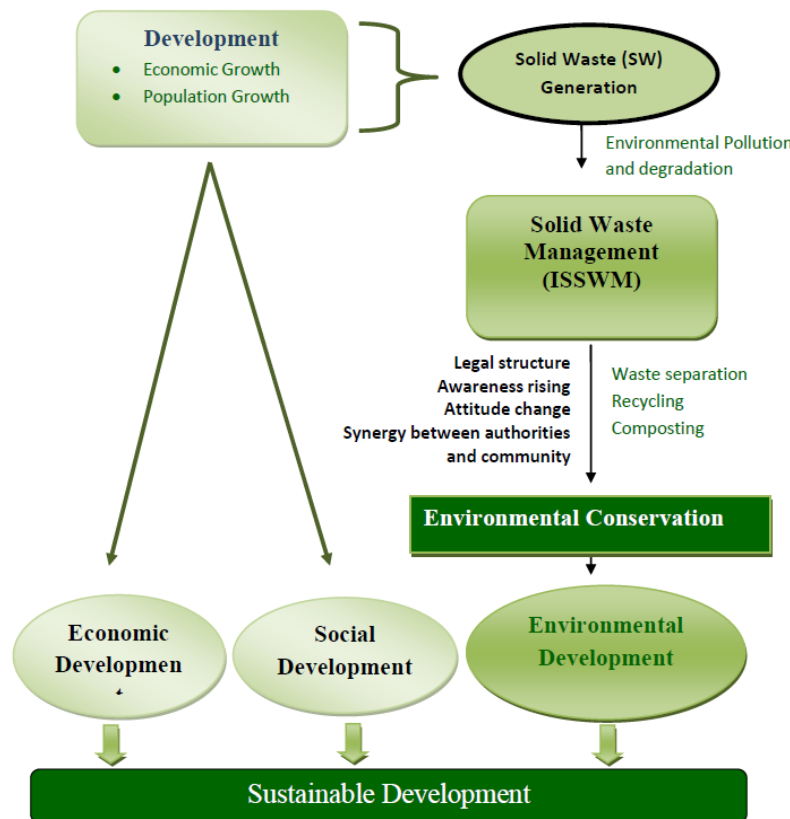 Development
• Economic Growth
• Population Growth
Solid Waste (SW)
Generation
Environmental Pollution
and degradation
Solid Waste
Management
(ISSWM)
Legal structure
Awareness rising
Attitude change
Synergy between authorities
and community
Waste separation
Recycling
Composting
Environmental Conservation
Economic
Developmen
Social
Development
Environmental
Development
Sustainable Development